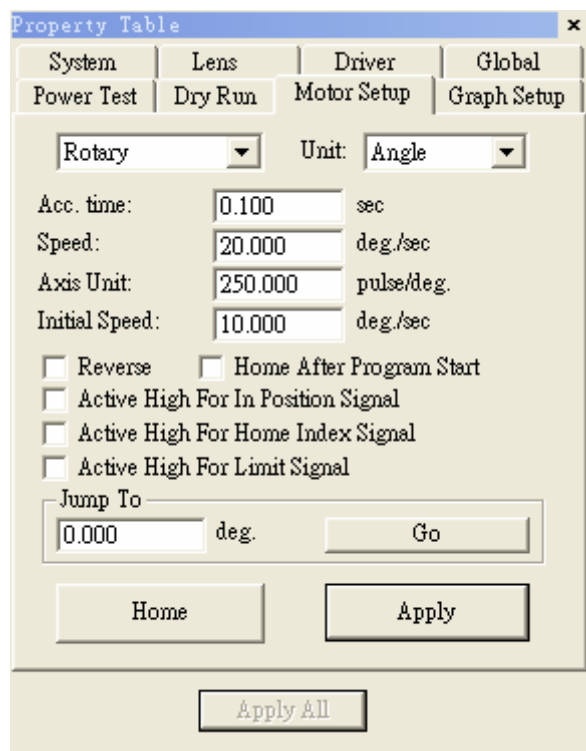 Property Table
System Lens Driver Global
Power Test Dry Run Motor Setup Graph Setup
Rotary Unit: Angle
Acc. time: 0.100 sec
Speed: 20.000 deg./sec
Axis Unit: 250.000 pulse/deg.
Initial Speed: 10.000 deg./sec
Reverse Home After Program Start
Active High For In Position Signal
Active High For Home Index Signal
Active High For Limit Signal
Jump To
0.000 deg. Go
Home Apply
Apply All